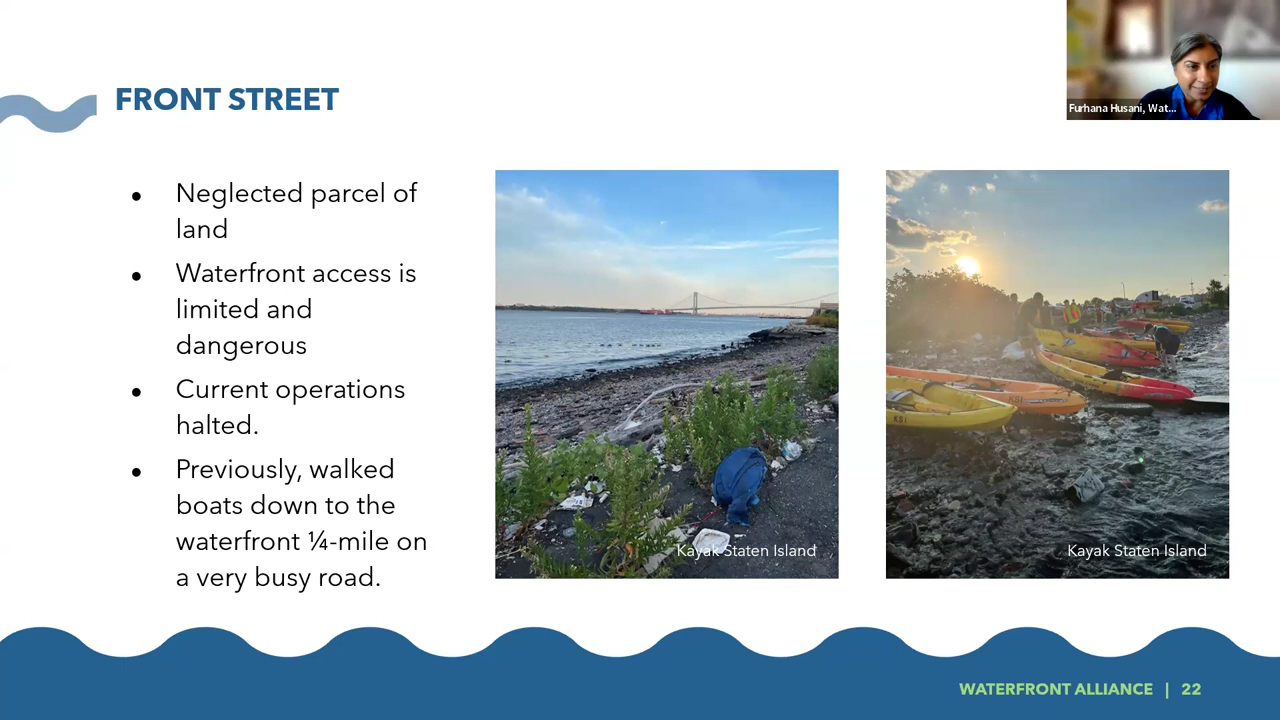 Furhana Husani, Wat...
FRONT STREET
• Neglected parcel of
land
• Waterfront access is
limited and
dangerous
• Current operations
halted.
• Previously, walked
boats down to the
waterfront ¼-mile on
a very busy road.
Kayak Staten Island
KSI
KSI
Kayak Staten Island
WATERFRONT ALLIANCE | 22